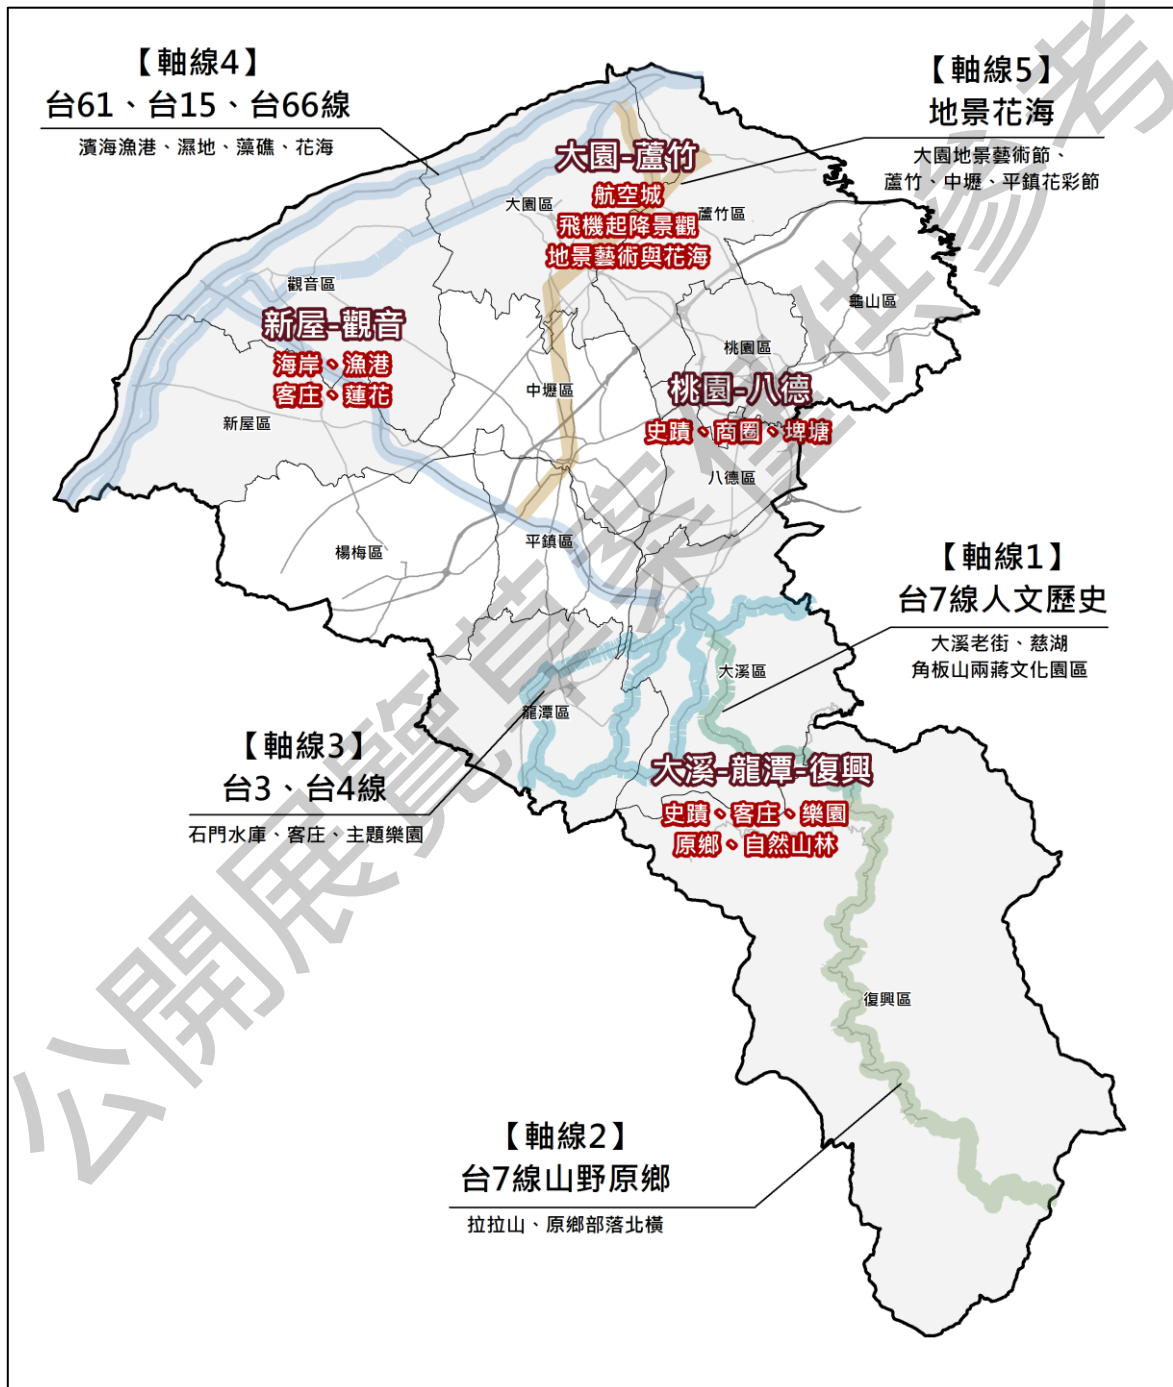 【軸線4】
台61、台15、台66線
濱海漁港、濕地、藻礁、花海
【軸線5】
地景花海
大園地景藝術節、
蘆竹、中壢、平鎮花彩節
大園-蘆竹
航空城
飛機起降景觀
地景藝術與花海
大園區
蘆竹區
觀音區
龜山區
新屋-觀音
海岸、漁港
客庄、蓮花
桃園區
中壢區
桃園-八德
史蹟、商圈、埤塘
新屋區
八德區
楊梅區
平鎮區
【軸線1】
台7線人文歷史
大溪老街、慈湖
角板山兩蔣文化園區
大溪區
龍潭區
【軸線3】
台3、台4線
石門水庫、客庄、主題樂園
大溪-龍潭-復興
史蹟、客庄、樂園
原鄉、自然山林
復興區
【軸線2】
台7線山野原鄉
拉拉山、原鄉部落北橫
公開展覽草案僅供參考